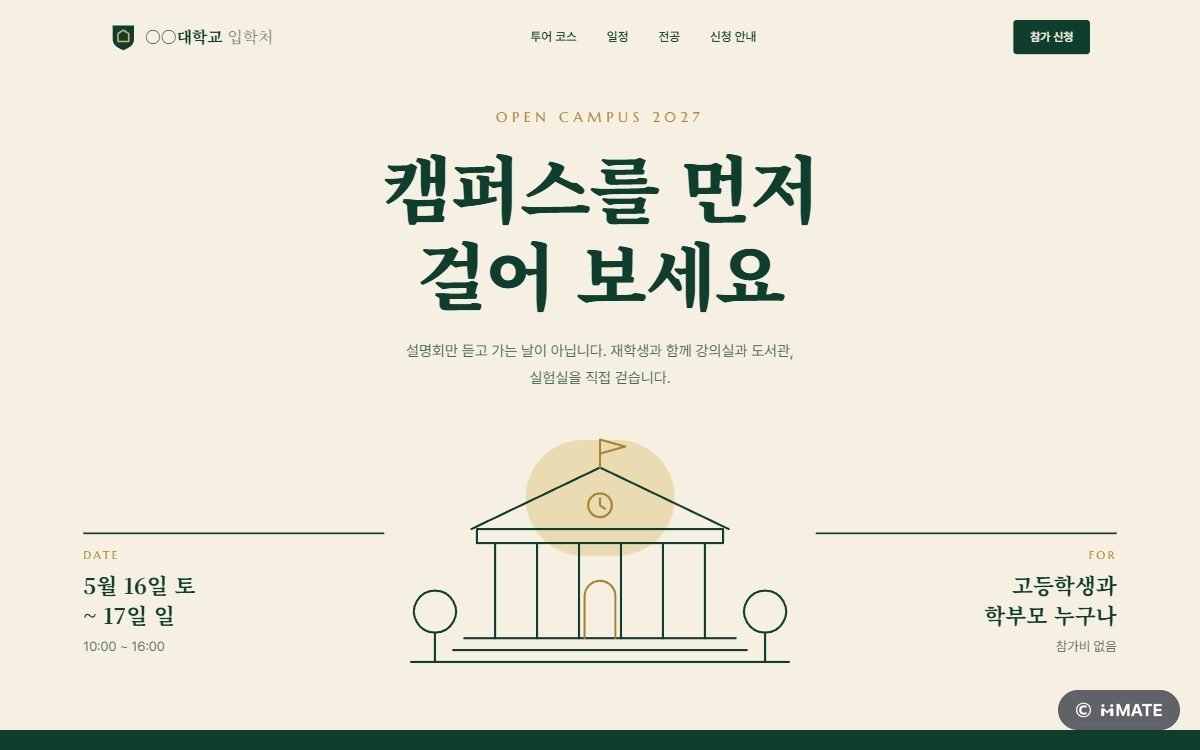 ○○대학교 입학처
투어 코스
일정
전공
신청 안내
참가 신청
OPEN CAMPUS 2027
캠퍼스를 먼저
걸어 보세요
설명회만 듣고 가는 날이 아닙니다. 재학생과 함께 강의실과 도서관,
실험실을 직접 걷습니다.
DATE
5월 16일 토
~ 17일 일
10:00 ~ 16:00
FOR
고등학생과
학부모 누구나
참가비 없음
© MMATE